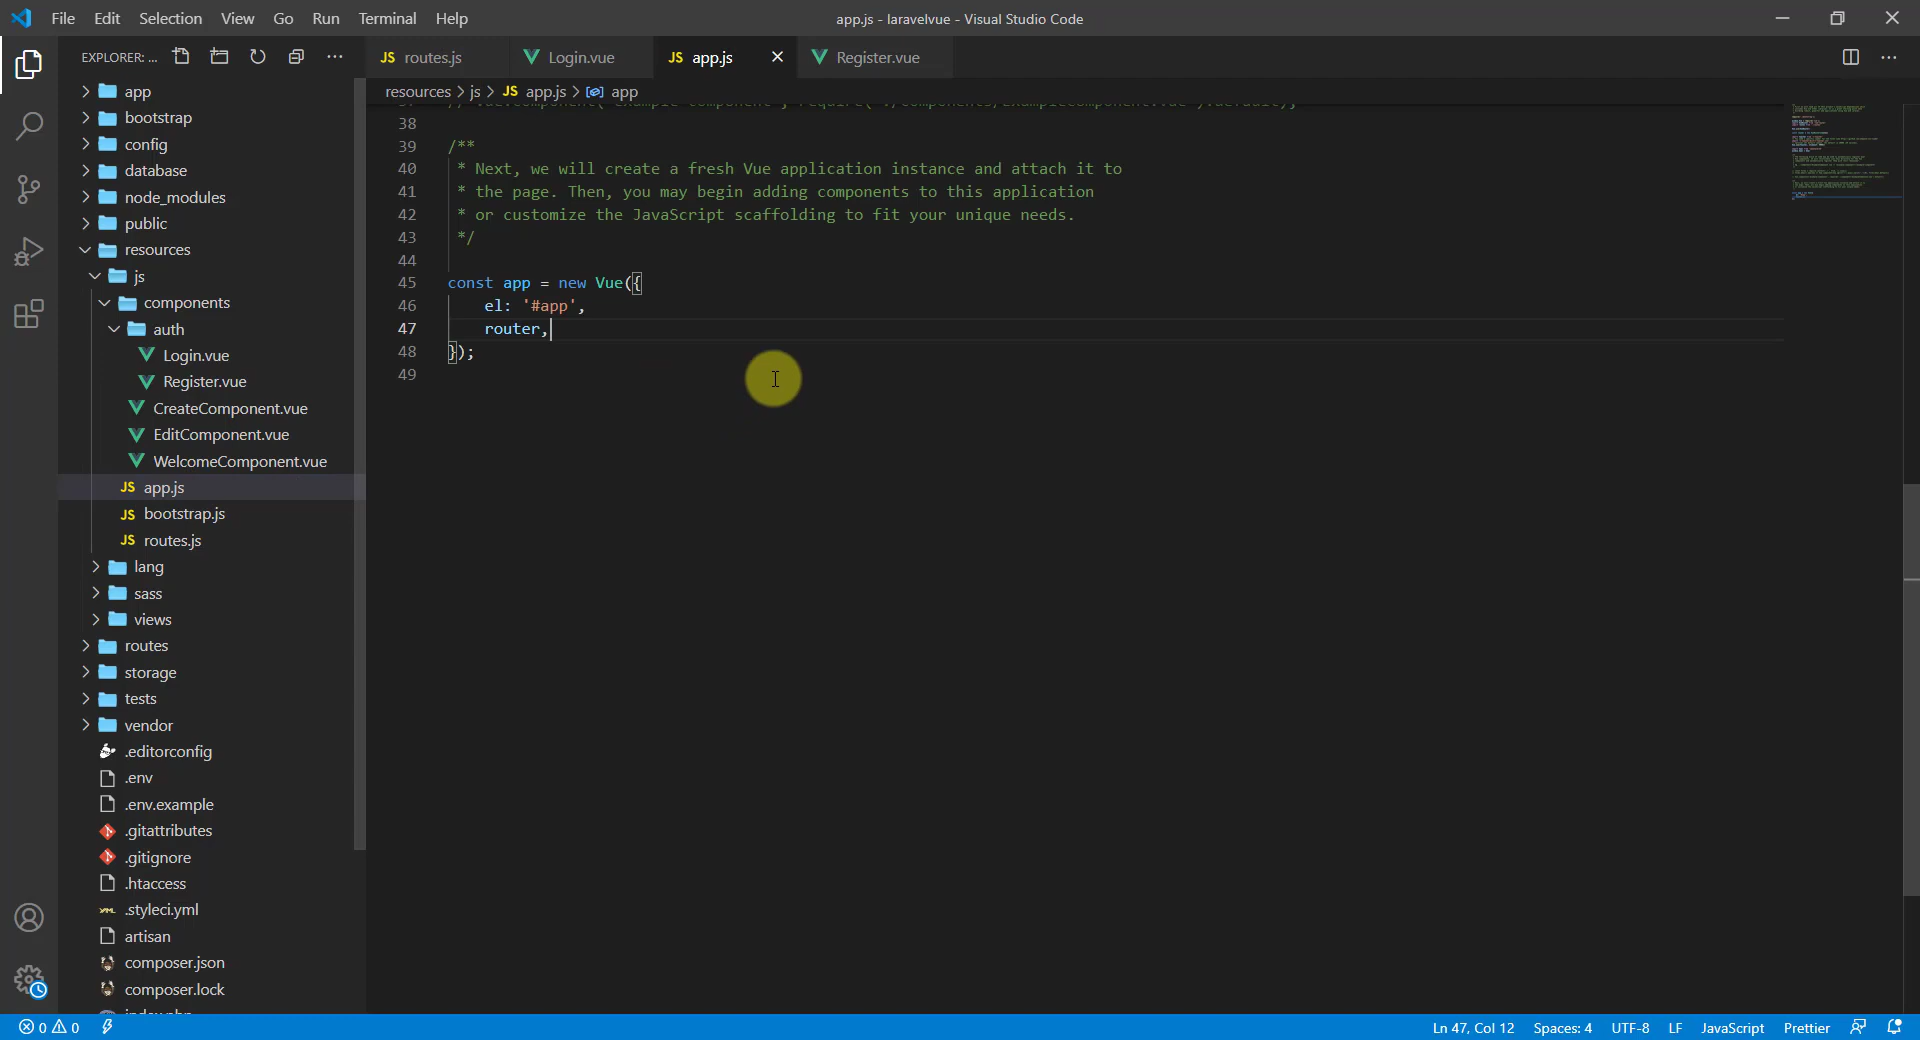 File Edit Selection View Go Run Terminal Help
app.js - laravelvue - Visual Studio Code
EXPLORER: ...
JS routes.js
Login.vue
JS app.js
Register.vue
resources > js > JS app.js > app
app
bootstrap
config
database
node_modules
public
resources
js
components
auth
Login.vue
Register.vue
CreateComponent.vue
EditComponent.vue
WelcomeComponent.vue
JS app.js
JS bootstrap.js
JS routes.js
lang
sass
views
routes
storage
tests
vendor
.editorconfig
.env
.env.example
.gitattributes
.gitignore
.htaccess
.styleci.yml
artisan
composer.json
composer.lock
38
39 /**
40 * Next, we will create a fresh Vue application instance and attach it to
41 * the page. Then, you may begin adding components to this application
42 * or customize the JavaScript scaffolding to fit your unique needs.
43 */
44
45 const app = new Vue({
46 el: '#app',
47 router,
48 });
49
0 0
Ln 47, Col 12 Spaces: 4 UTF-8 LF JavaScript Prettier